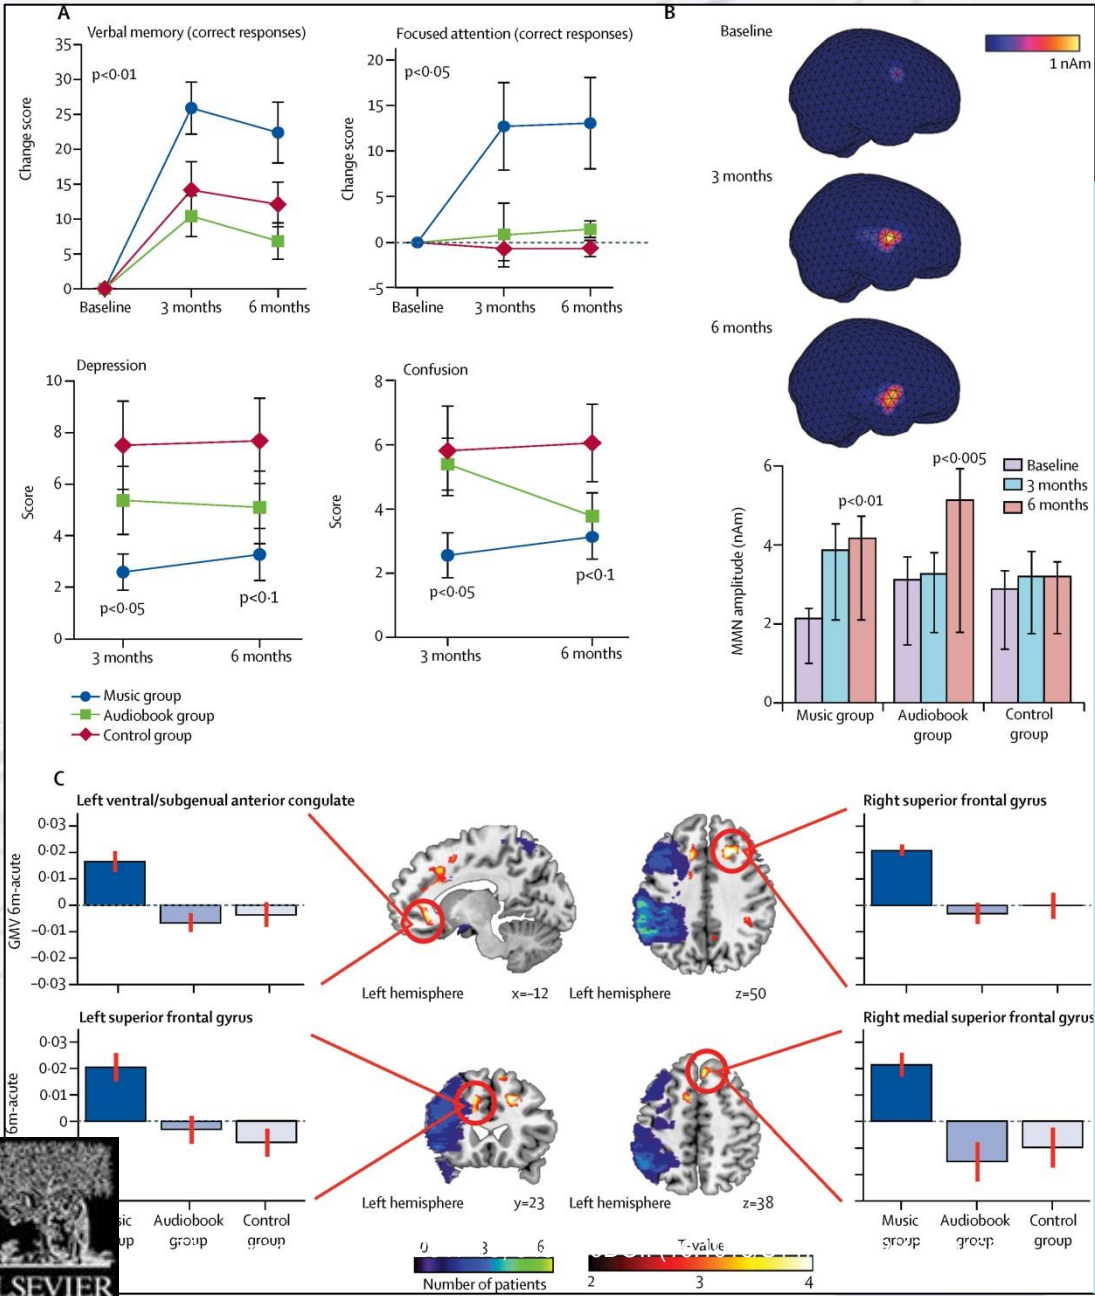 A
Verbal memory (correct responses)
35
30
25
20
15
10
5
0
Change score
p<0·01
Baseline
3 months
6 months
Focused attention (correct responses)
20
15
10
5
0
−5
Change score
p<0·05
Baseline
3 months
6 months
Depression
10
8
6
4
2
0
Score
p<0·05
p<0·1
3 months
6 months
Confusion
8
6
4
2
0
Score
p<0·05
p<0·1
3 months
6 months
Music group
Audiobook group
Control group
B
Baseline
1 nAm
3 months
6 months
6
4
2
0
MMN amplitude (nAm)
p<0·01
p<0·005
Baseline
3 months
6 months
Music group
Audiobook
group
Control
group
C
Left ventral/subgenual anterior congulate
0·03
0·02
0·01
0
−0·01
−0·02
−0·03
GMV 6m-acute
Left hemisphere
x=−12
Left hemisphere
z=50
Right superior frontal gyrus
Left superior frontal gyrus
0·03
0·02
0·01
0
6m-acute
Audiobook
group
Control
group
Left hemisphere
y=23
Left hemisphere
z=38
Right medial superior frontal gyrus
Music
group
Audiobook
group
Control
group
0
3
6
Number of patients
T-value
2
3
4